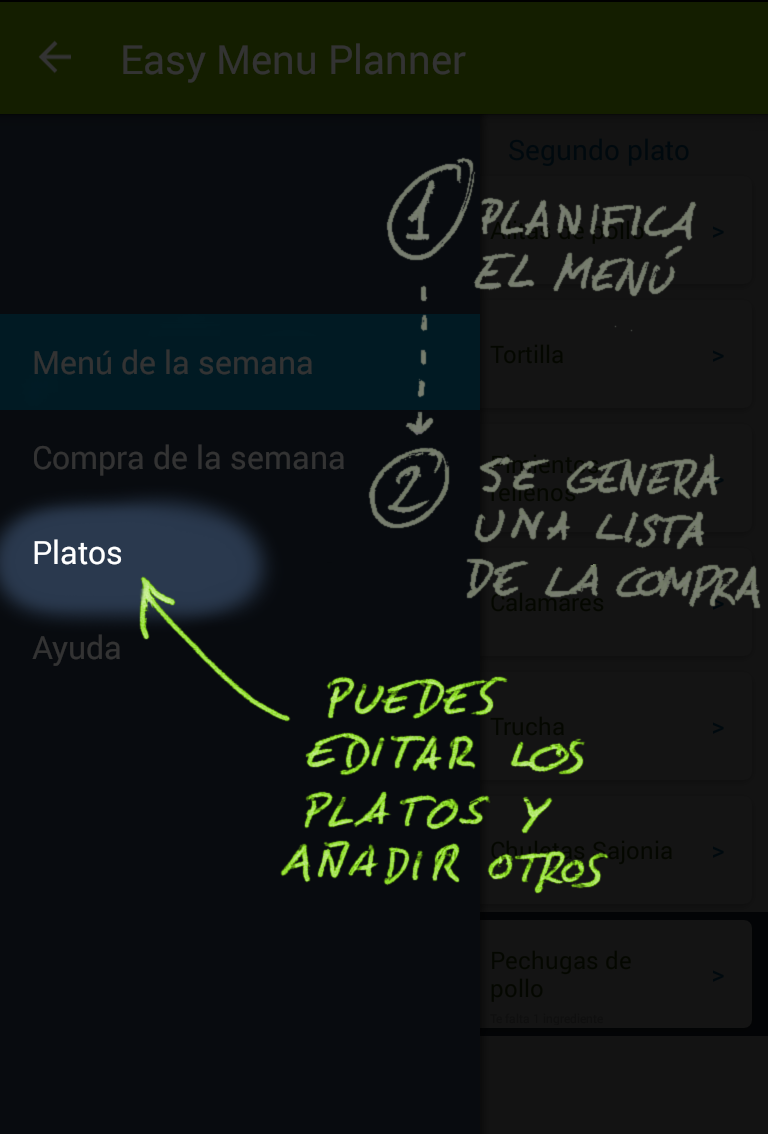 Easy Menu Planner
Segundo plato
1 PLANIFICA
EL MENÚ
Alitas de pollo >
Menú de la semana
Tortilla >
Compra de la semana
2 SE GENERA
UNA LISTA
DE LA COMPRA
Pimientos
rellenos
Platos
Calamares >
Ayuda
PUEDES
EDITAR LOS
PLATOS Y
AÑADIR OTROS
Trucha >
Chuletas Sajonia >
Pechugas de
pollo >